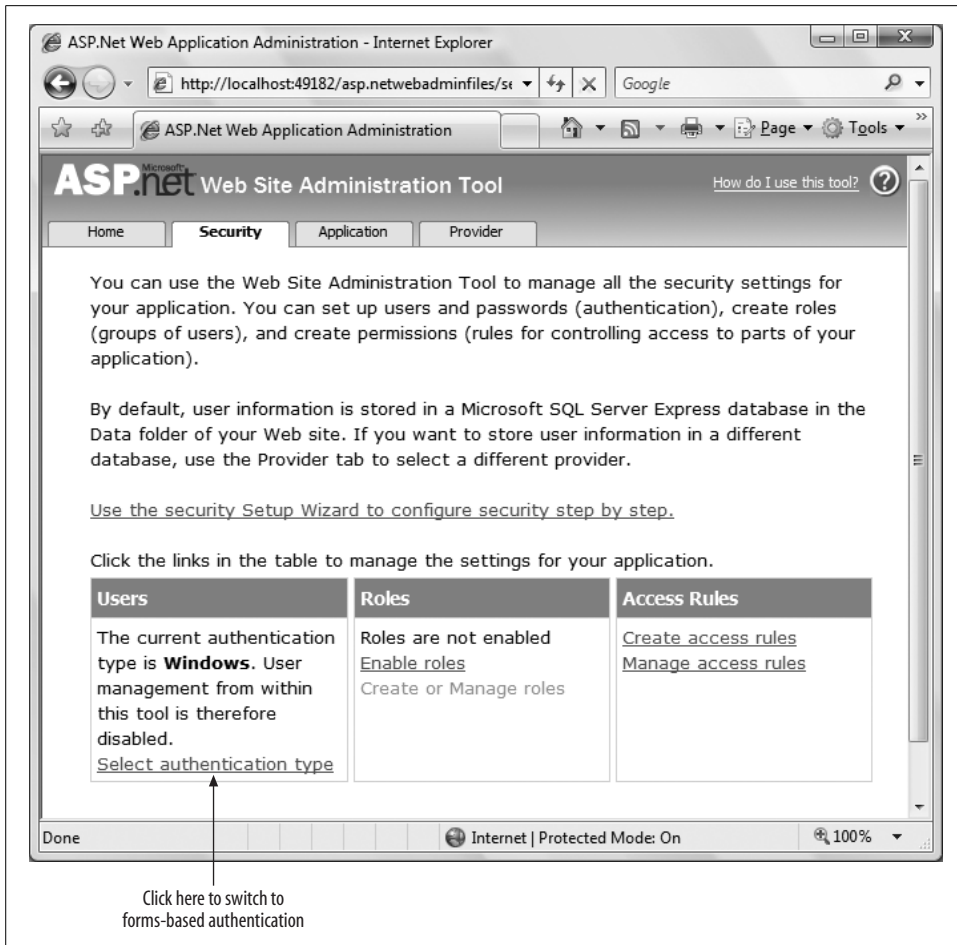 ASP.Net Web Application Administration - Internet Explorer
http://localhost:49182/asp.netwebadminfiles/se
Google
ASP.Net Web Application Administration
Page
Tools
Microsoft
ASP.net Web Site Administration Tool
How do I use this tool? ?
Home Security Application Provider
You can use the Web Site Administration Tool to manage all the security settings for
your application. You can set up users and passwords (authentication), create roles
(groups of users), and create permissions (rules for controlling access to parts of your
application).
By default, user information is stored in a Microsoft SQL Server Express database in the
Data folder of your Web site. If you want to store user information in a different
database, use the Provider tab to select a different provider.
Use the security Setup Wizard to configure security step by step.
Click the links in the table to manage the settings for your application.
Users
The current authentication
type is Windows. User
management from within
this tool is therefore
disabled.
Select authentication type
Roles
Roles are not enabled
Enable roles
Create or Manage roles
Access Rules
Create access rules
Manage access rules
Done
Internet | Protected Mode: On
100%
Click here to switch to
forms-based authentication